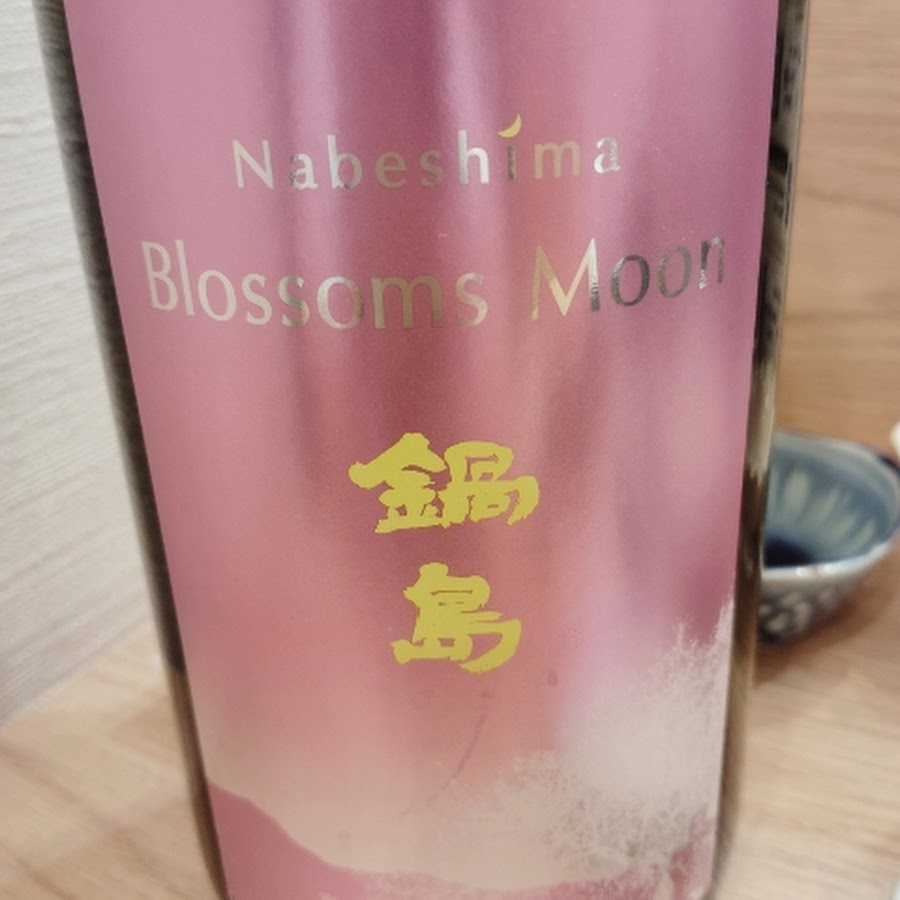 Nabeshima
Blossoms Moon
鍋
島